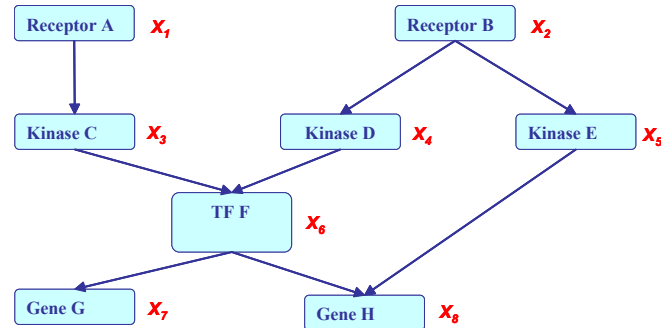 Receptor A X1 Receptor B X2
Kinase C X3 Kinase D X4 Kinase E X5
TF F X6
Gene G X7 Gene H X8